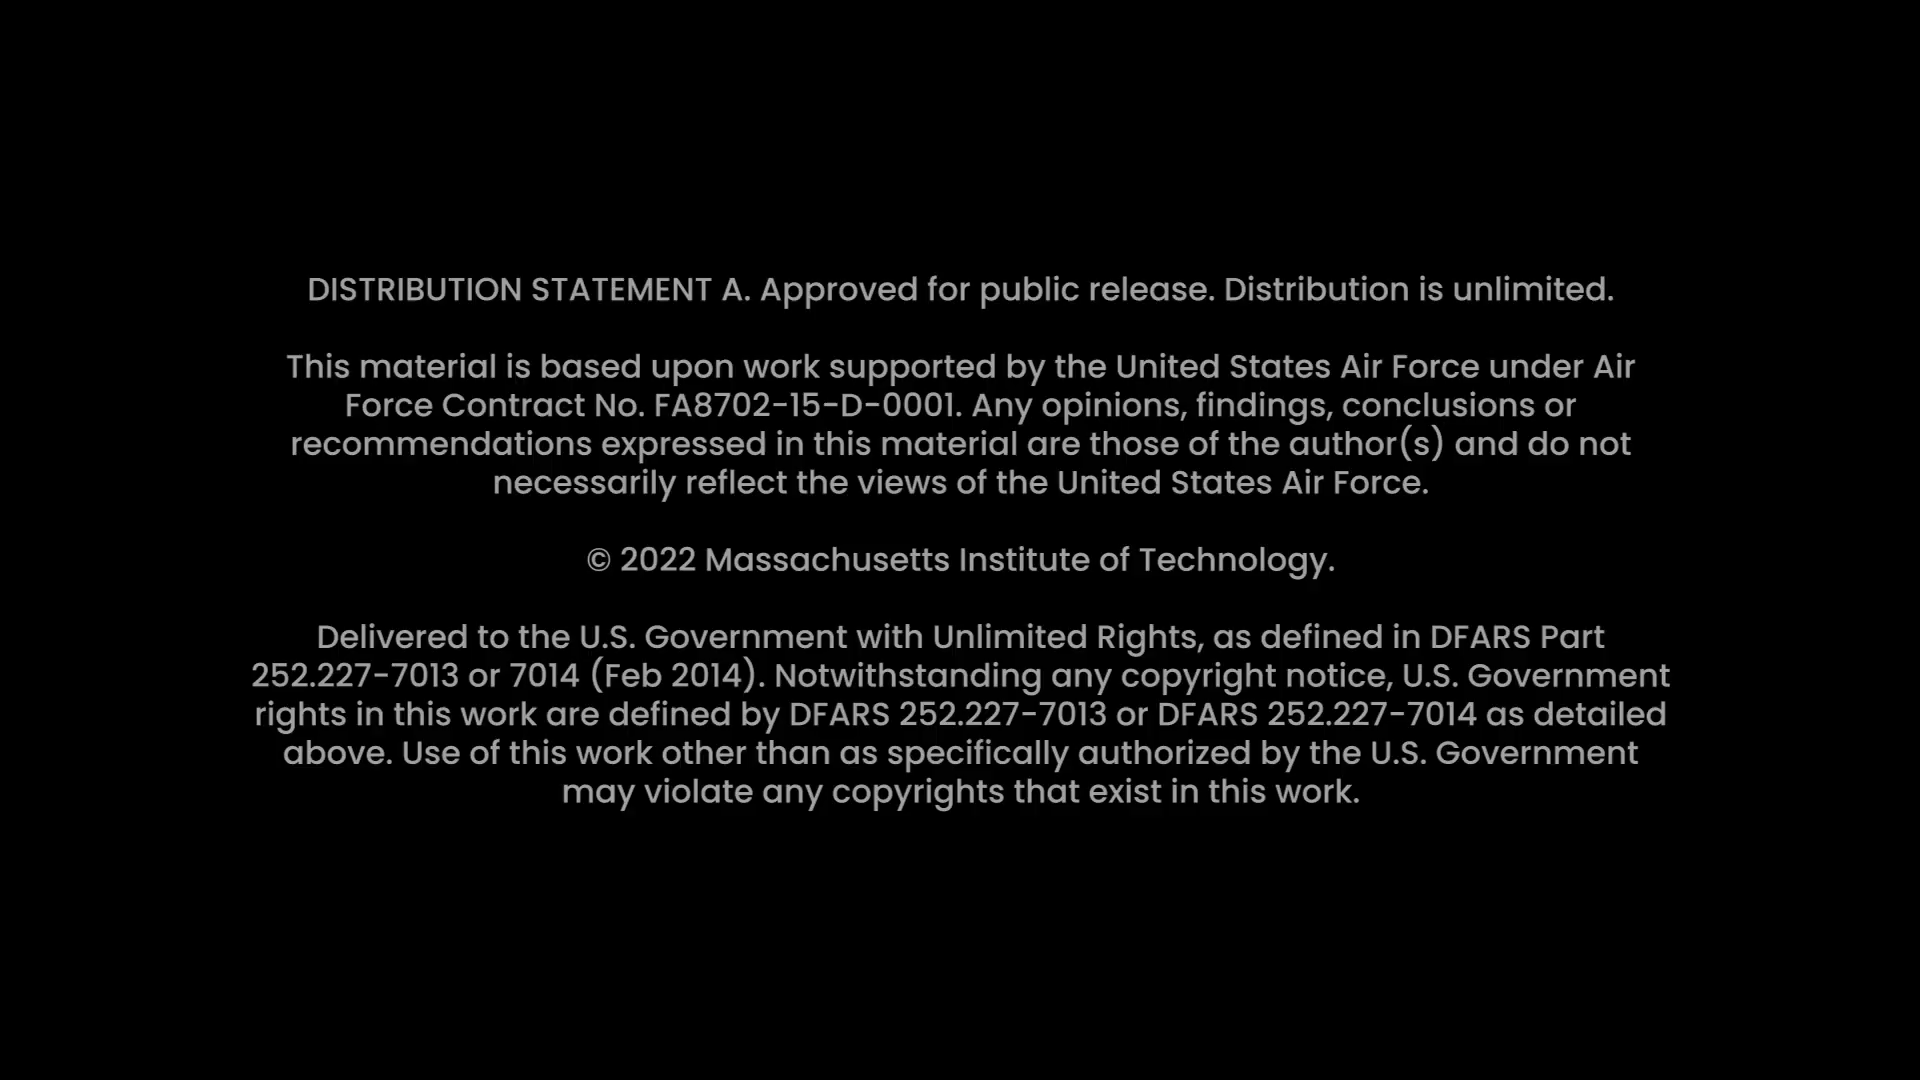 DISTRIBUTION STATEMENT A. Approved for public release. Distribution is unlimited.
This material is based upon work supported by the United States Air Force under Air
Force Contract No. FA8702-15-D-0001. Any opinions, findings, conclusions or
recommendations expressed in this material are those of the author(s) and do not
necessarily reflect the views of the United States Air Force.
© 2022 Massachusetts Institute of Technology.
Delivered to the U.S. Government with Unlimited Rights, as defined in DFARS Part
252.227-7013 or 7014 (Feb 2014). Notwithstanding any copyright notice, U.S. Government
rights in this work are defined by DFARS 252.227-7013 or DFARS 252.227-7014 as detailed
above. Use of this work other than as specifically authorized by the U.S. Government
may violate any copyrights that exist in this work.